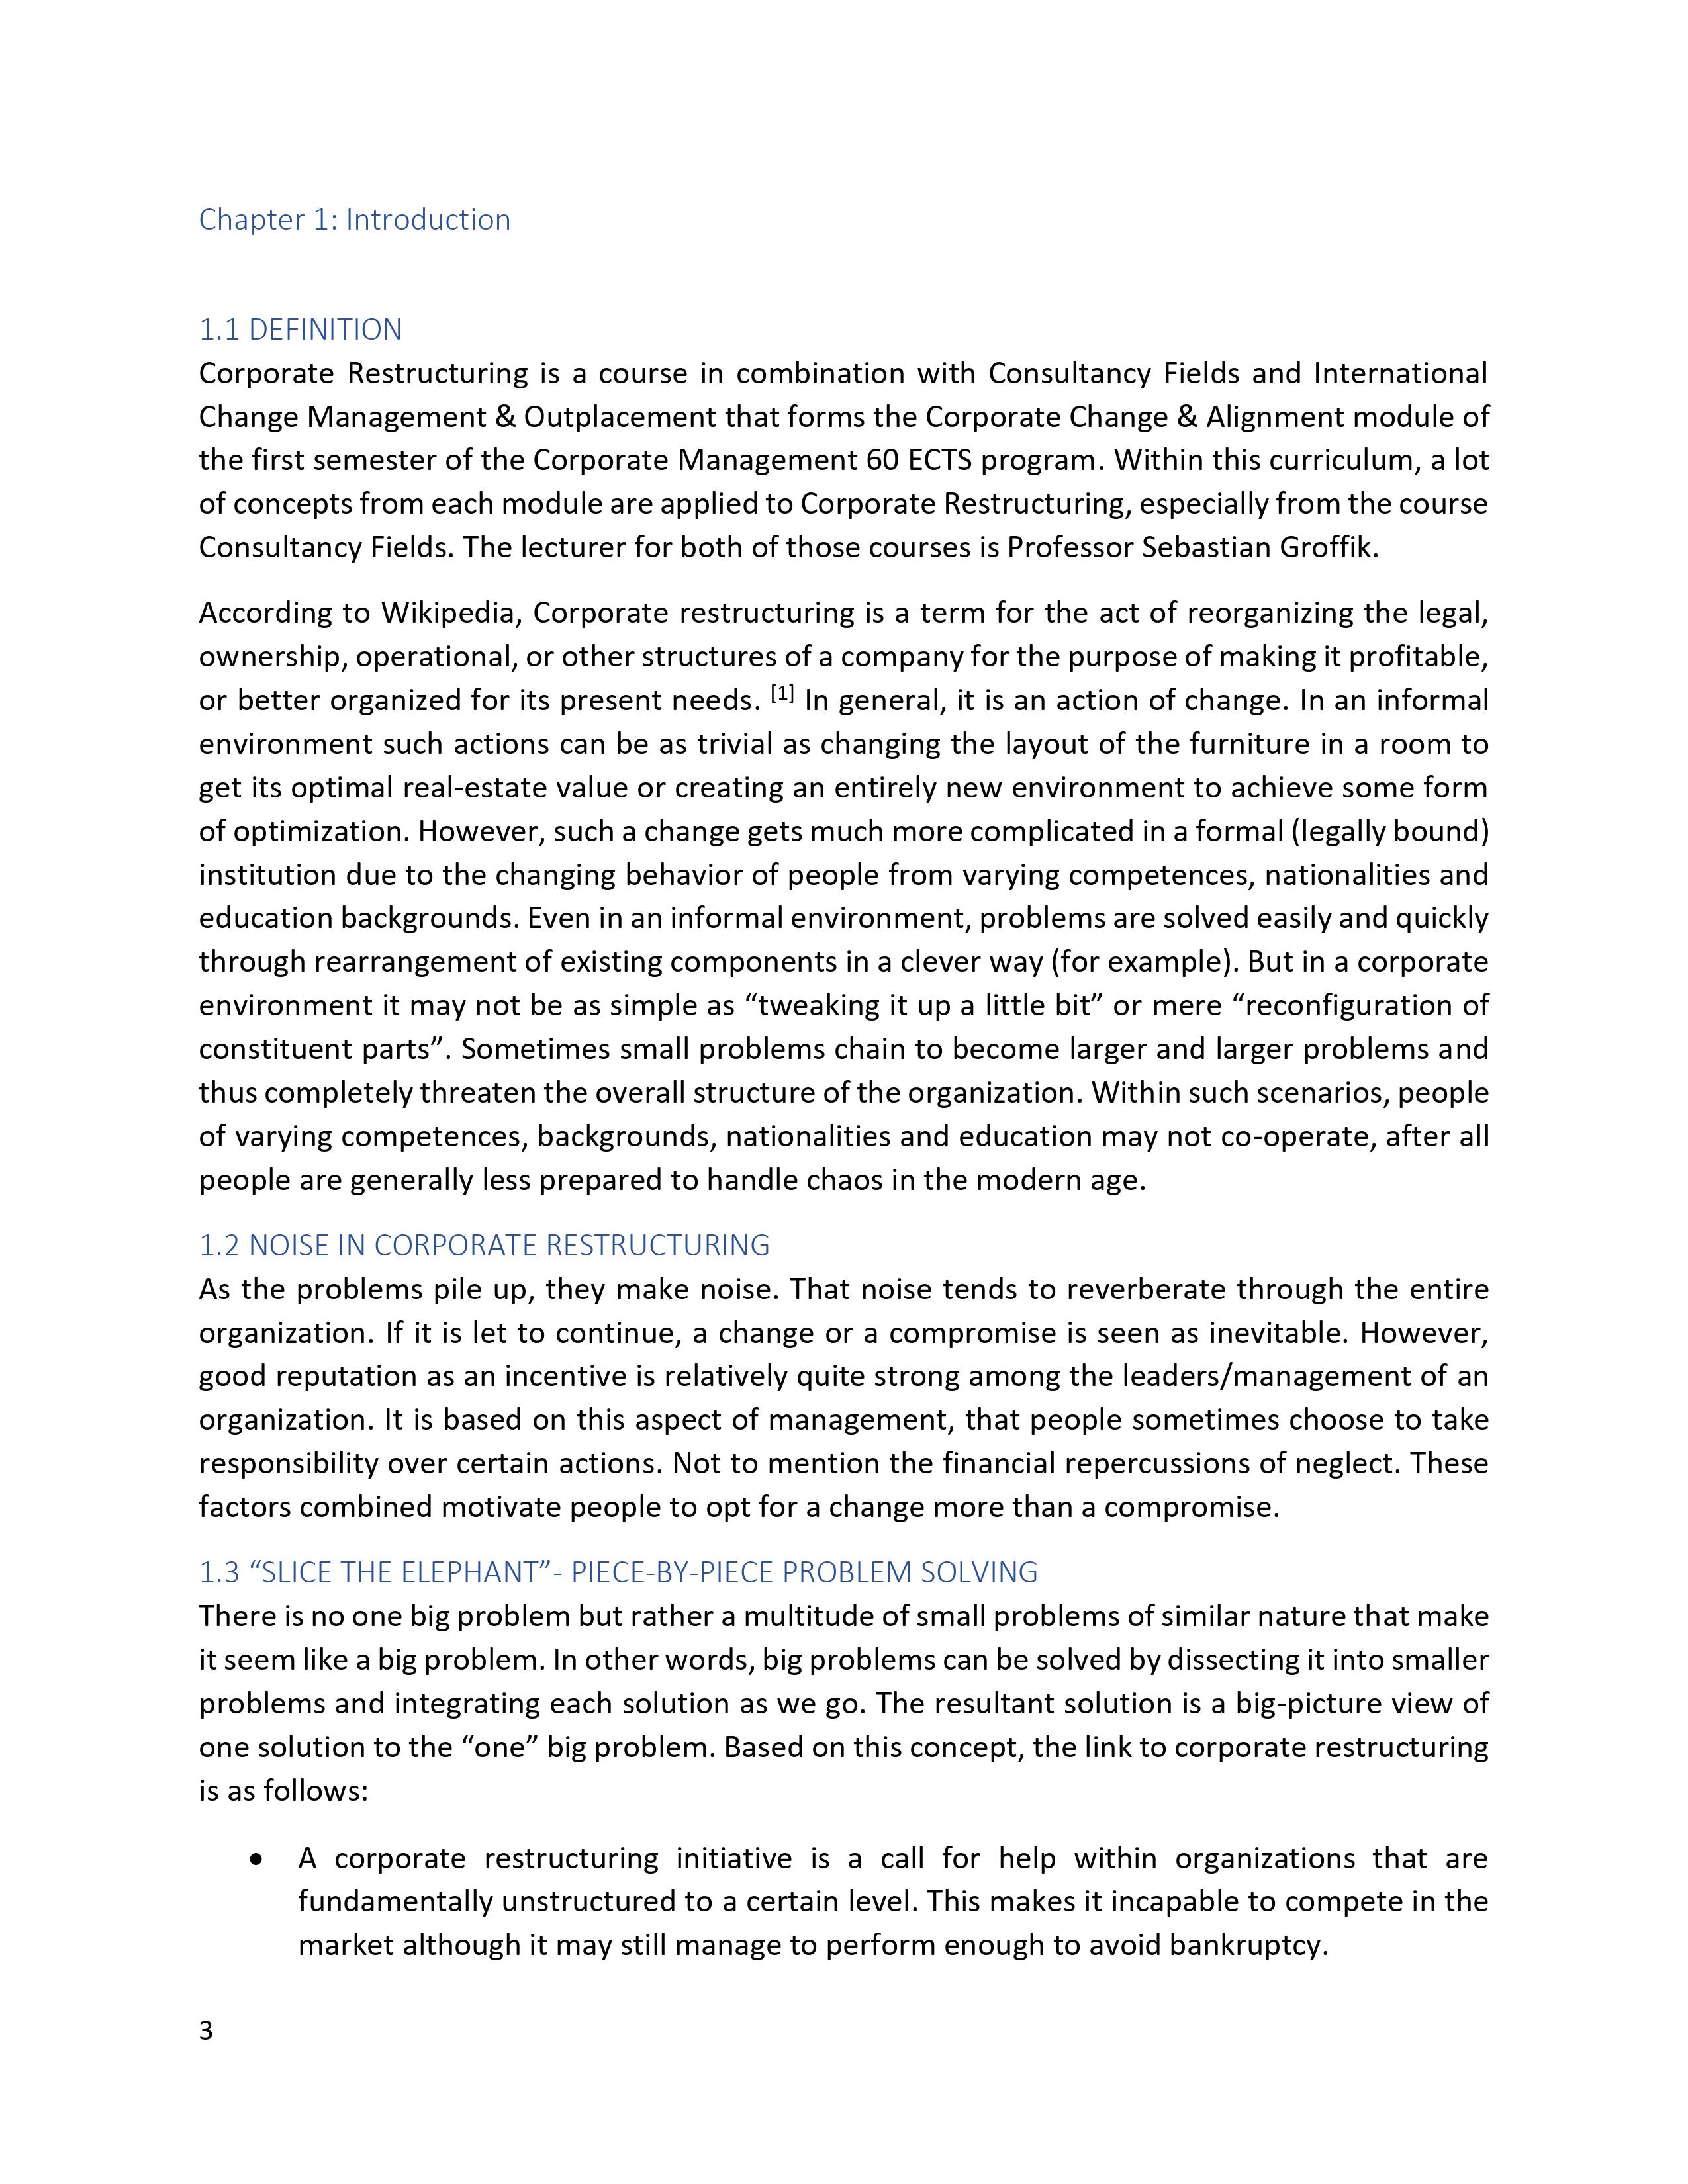 Chapter 1: Introduction
1.1 DEFINITION
Corporate Restructuring is a course in combination with Consultancy Fields and International
Change Management & Outplacement that forms the Corporate Change & Alignment module of
the first semester of the Corporate Management 60 ECTS program. Within this curriculum, a lot
of concepts from each module are applied to Corporate Restructuring, especially from the course
Consultancy Fields. The lecturer for both of those courses is Professor Sebastian Groffik.
According to Wikipedia, Corporate restructuring is a term for the act of reorganizing the legal,
ownership, operational, or other structures of a company for the purpose of making it profitable,
or better organized for its present needs. [1] In general, it is an action of change. In an informal
environment such actions can be as trivial as changing the layout of the furniture in a room to
get its optimal real-estate value or creating an entirely new environment to achieve some form
of optimization. However, such a change gets much more complicated in a formal (legally bound)
institution due to the changing behavior of people from varying competences, nationalities and
education backgrounds. Even in an informal environment, problems are solved easily and quickly
through rearrangement of existing components in a clever way (for example). But in a corporate
environment it may not be as simple as “tweaking it up a little bit” or mere “reconfiguration of
constituent parts”. Sometimes small problems chain to become larger and larger problems and
thus completely threaten the overall structure of the organization. Within such scenarios, people
of varying competences, backgrounds, nationalities and education may not co-operate, after all
people are generally less prepared to handle chaos in the modern age.
1.2 NOISE IN CORPORATE RESTRUCTURING
As the problems pile up, they make noise. That noise tends to reverberate through the entire
organization. If it is let to continue, a change or a compromise is seen as inevitable. However,
good reputation as an incentive is relatively quite strong among the leaders/management of an
organization. It is based on this aspect of management, that people sometimes choose to take
responsibility over certain actions. Not to mention the financial repercussions of neglect. These
factors combined motivate people to opt for a change more than a compromise.
1.3 “SLICE THE ELEPHANT”- PIECE-BY-PIECE PROBLEM SOLVING
There is no one big problem but rather a multitude of small problems of similar nature that make
it seem like a big problem. In other words, big problems can be solved by dissecting it into smaller
problems and integrating each solution as we go. The resultant solution is a big-picture view of
one solution to the “one” big problem. Based on this concept, the link to corporate restructuring
is as follows:
• A corporate restructuring initiative is a call for help within organizations that are
fundamentally unstructured to a certain level. This makes it incapable to compete in the
market although it may still manage to perform enough to avoid bankruptcy.
3